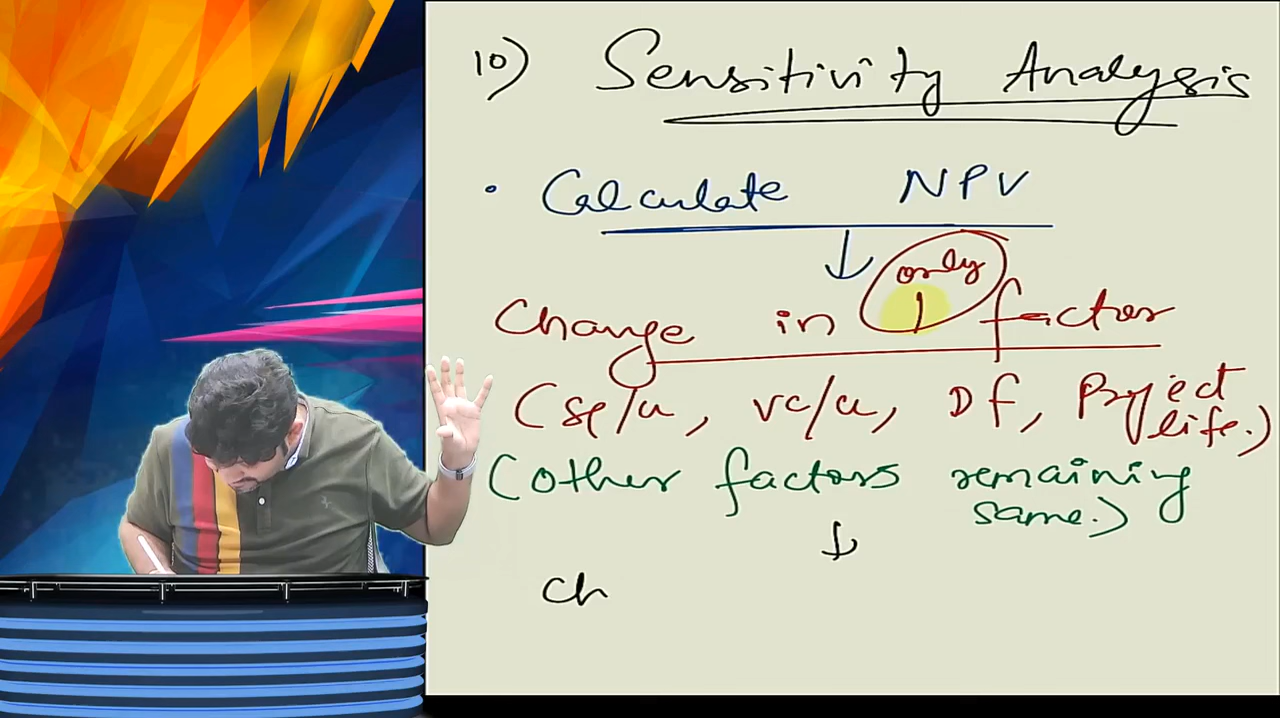 10) Sensitivity Analysis
• Calculate NPV
↓ only
Change in 1 factor
(sp/u, vc/u, Df, Project life.)
(other factors remaining same.)
↓
Ch